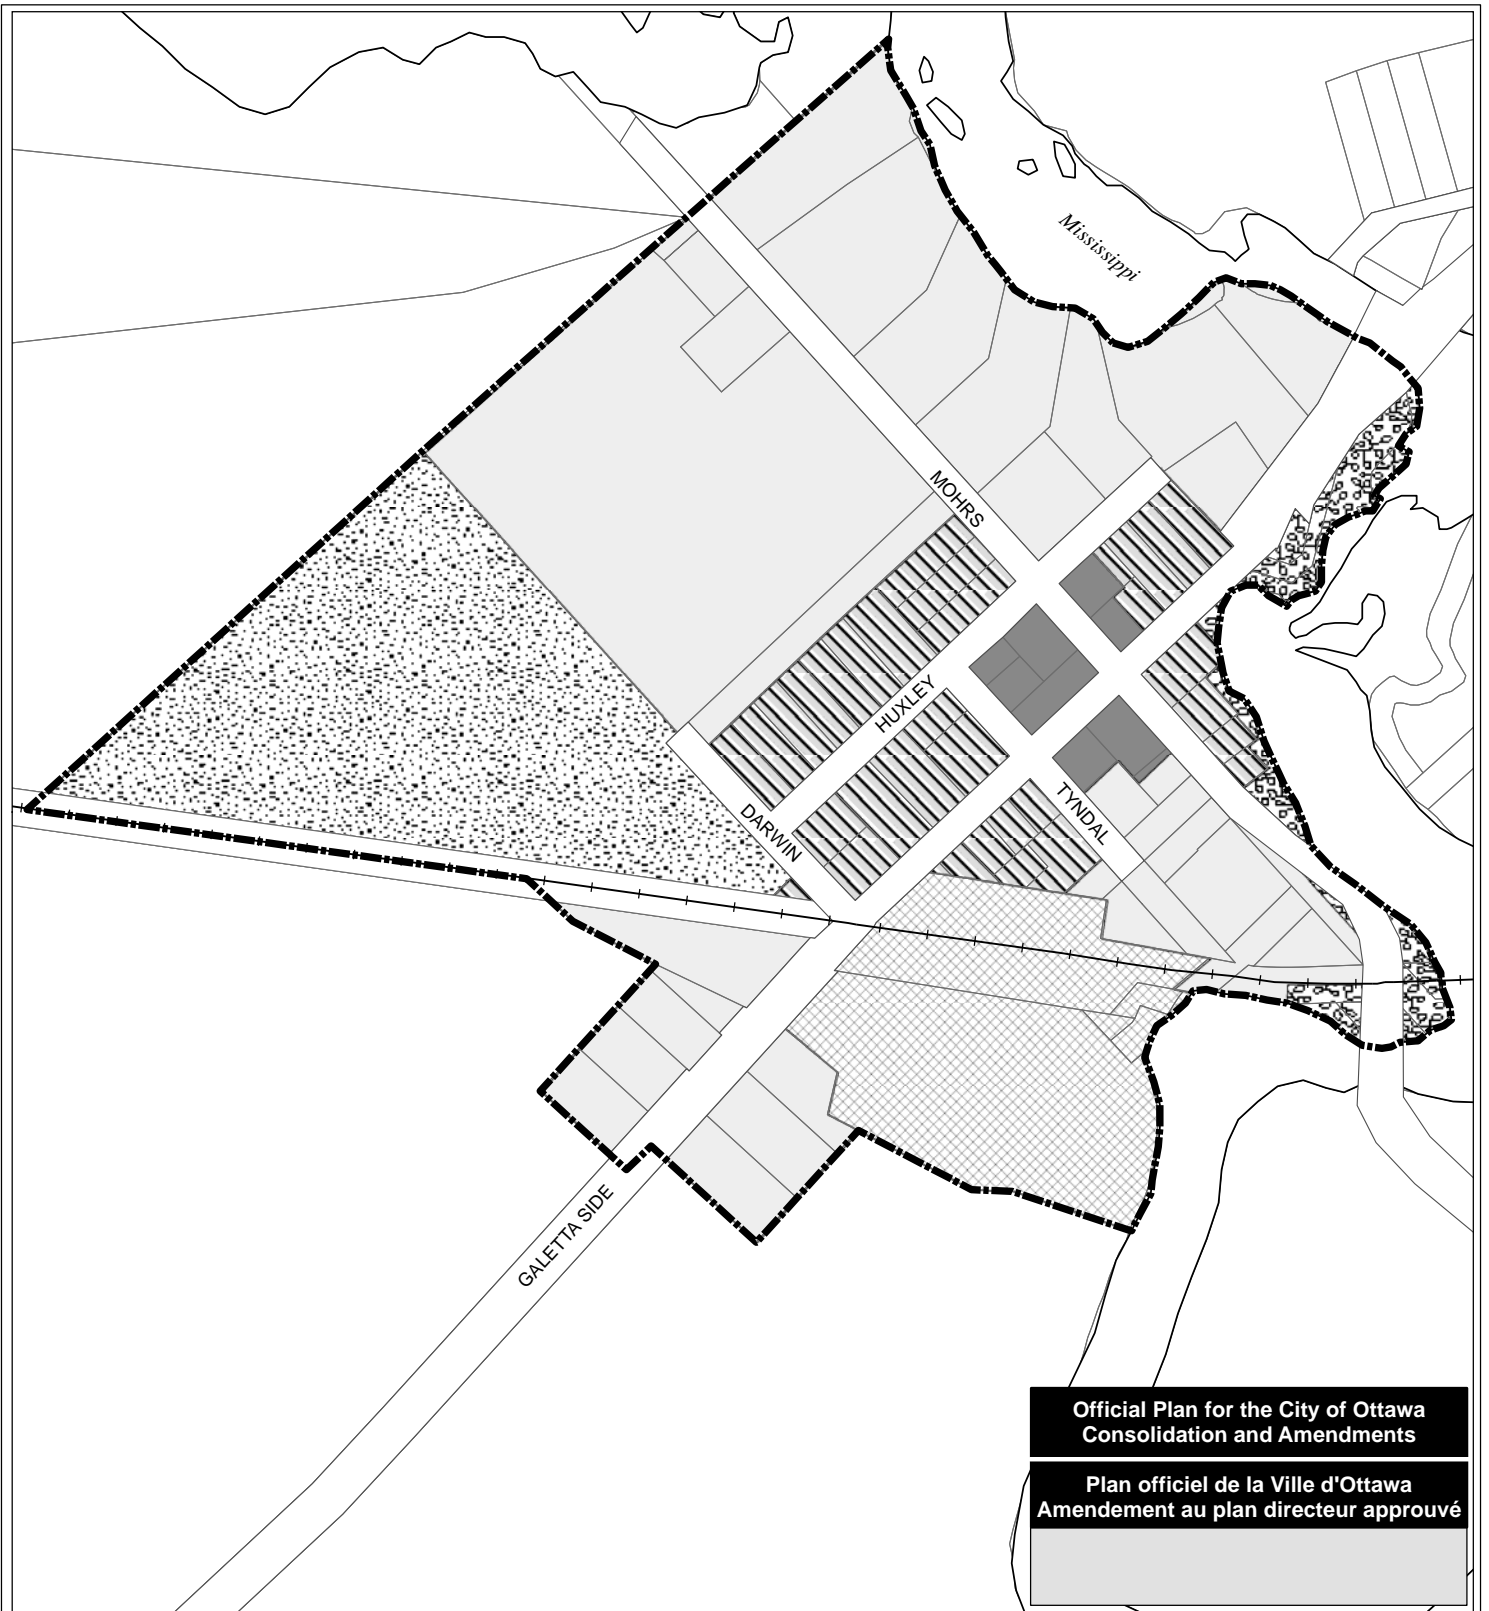 Mississippi
MOHRS
HUXLEY
DARWIN
TYNDAL
GALETTA SIDE
Official Plan for the City of Ottawa
Consolidation and Amendments
Plan officiel de la Ville d'Ottawa
Amendement au plan directeur approuvé